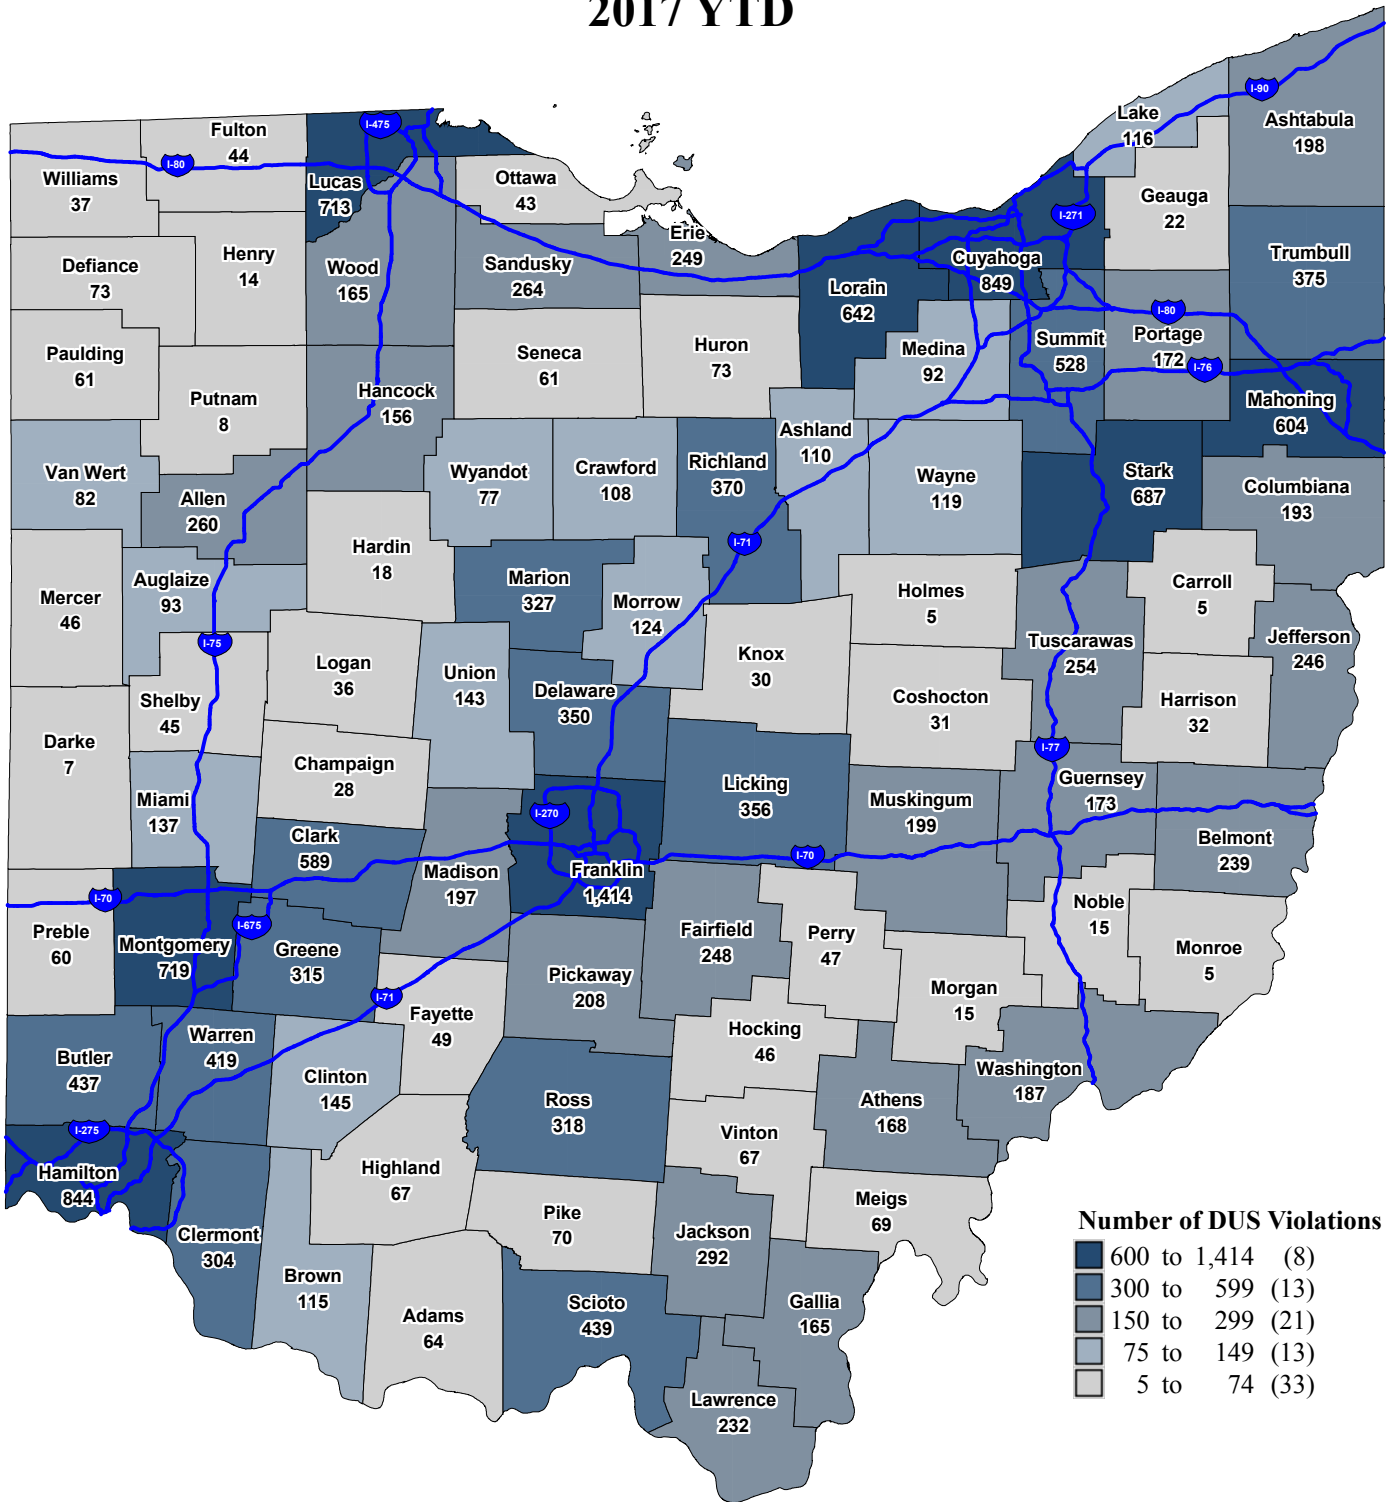 2017 YTD
I-90
Lake
116
Ashtabula
198
I-475
Fulton
44
I-80
Williams
37
Lucas
713
Ottawa
43
Geauga
22
I-271
Erie
249
Henry
14
Wood
165
Sandusky
264
Defiance
73
Cuyahoga
849
Trumbull
375
Lorain
642
I-80
Paulding
61
Seneca
61
Huron
73
Medina
92
Summit
528
Portage
172
I-76
Putnam
8
Hancock
156
Mahoning
604
Ashland
110
Van Wert
82
Allen
260
Wyandot
77
Crawford
108
Richland
370
Wayne
119
Stark
687
Columbiana
193
I-71
Hardin
18
Auglaize
93
Mercer
46
Marion
327
Morrow
124
Holmes
5
Carroll
5
I-75
Logan
36
Union
143
Knox
30
Tuscarawas
254
Jefferson
246
Shelby
45
Delaware
350
Coshocton
31
Harrison
32
Darke
7
I-77
Champaign
28
Miami
137
Licking
356
Muskingum
199
Guernsey
173
I-270
Clark
589
Belmont
239
I-70
Madison
197
Franklin
1,414
I-70
Preble
60
I-675
Montgomery
719
Greene
315
Fairfield
248
Perry
47
Noble
15
Monroe
5
Pickaway
208
Morgan
15
I-71
Fayette
49
Hocking
46
Warren
419
Butler
437
Clinton
145
Ross
318
Athens
168
Washington
187
I-275
Vinton
67
Hamilton
844
Highland
67
Meigs
69
Pike
70
Jackson
292
Clermont
304
Brown
115
Adams
64
Scioto
439
Gallia
165
Lawrence
232
Number of DUS Violations
600 to 1,414 (8)
300 to 599 (13)
150 to 299 (21)
75 to 149 (13)
5 to 74 (33)